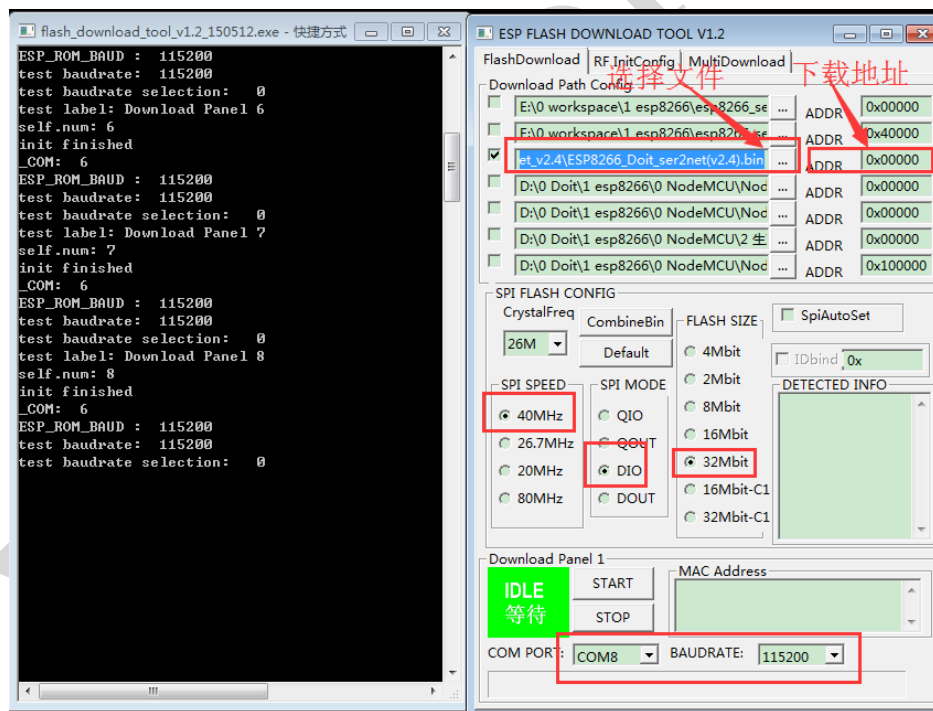 flash_download_tool_v1.2_150512.exe - 快捷方式
ESP_ROM_BAUD :  115200
test baudrate:  115200
test baudrate selection:   0
test label: Download Panel 6
self.num: 6
init finished
_COM:  6
ESP_ROM_BAUD :  115200
test baudrate:  115200
test baudrate selection:   0
test label: Download Panel 7
self.num: 7
init finished
_COM:  6
ESP_ROM_BAUD :  115200
test baudrate:  115200
test baudrate selection:   0
test label: Download Panel 8
self.num: 8
init finished
_COM:  6
ESP_ROM_BAUD :  115200
test baudrate:  115200
test baudrate selection:   0
ESP FLASH DOWNLOAD TOOL V1.2
FlashDownload RF InitConfig MultiDownload
选择文件 下载地址
Download Path Config
E:\0 workspace\1 esp8266\esp8266_se ... ADDR 0x00000
E:\0 workspace\1 esp8266\esp8266_se ... ADDR 0x40000
et_v2.4\ESP8266_Doit_ser2net(v2.4).bin ... ADDR 0x00000
D:\0 Doit\1 esp8266\0 NodeMCU\Nod ... ADDR 0x00000
D:\0 Doit\1 esp8266\0 NodeMCU\Nod ... ADDR 0x00000
D:\0 Doit\1 esp8266\0 NodeMCU\2 生 ... ADDR 0x00000
D:\0 Doit\1 esp8266\0 NodeMCU\Nod ... ADDR 0x100000
SPI FLASH CONFIG
CrystalFreq CombineBin FLASH SIZE SpiAutoSet
26M Default 4Mbit IDbind 0x
SPI SPEED SPI MODE 2Mbit DETECTED INFO
40MHz QIO 8Mbit
26.7MHz QOUT 16Mbit
20MHz DIO 32Mbit
80MHz DOUT 16Mbit-C1
32Mbit-C1
Download Panel 1
IDLE START MAC Address
等待 STOP
COM PORT: COM8 BAUDRATE: 115200